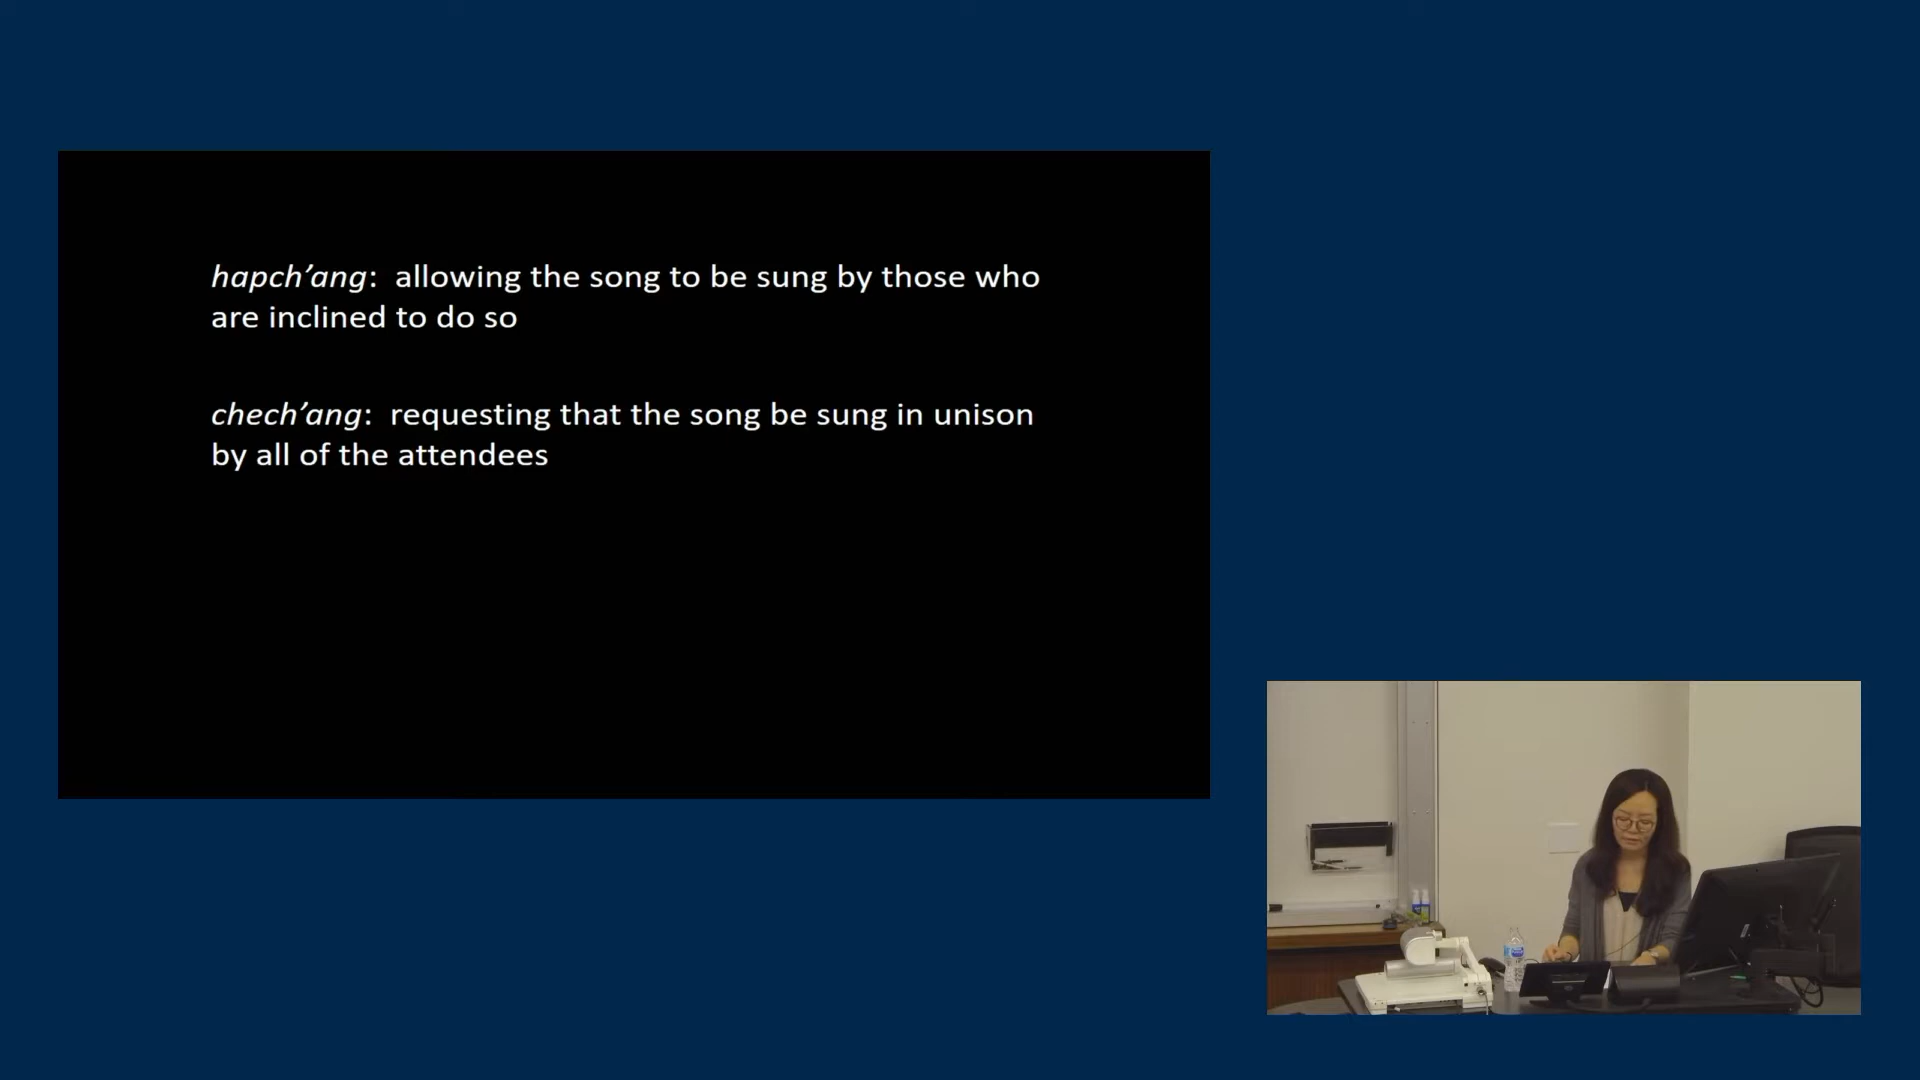 hapch’ang:  allowing the song to be sung by those who
are inclined to do so
chech’ang:  requesting that the song be sung in unison
by all of the attendees